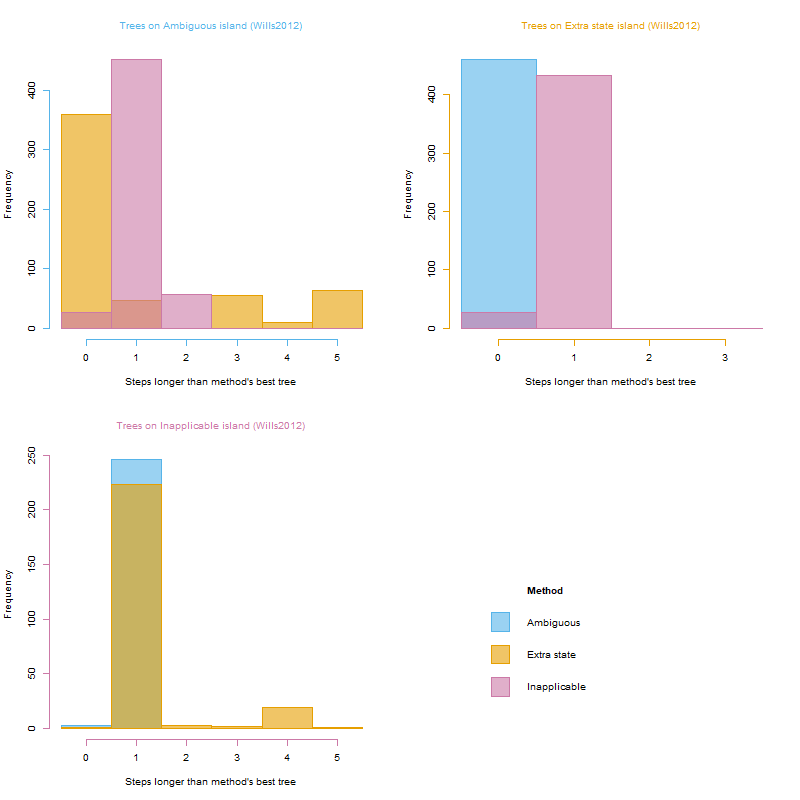 Trees on Ambiguous island (Wills2012)
Frequency
0
100
200
300
400
0 1 2 3 4 5
Steps longer than method's best tree
Trees on Extra state island (Wills2012)
Frequency
0
100
200
300
400
0 1 2 3
Steps longer than method's best tree
Trees on Inapplicable island (Wills2012)
Frequency
0
50
100
150
200
250
0 1 2 3 4 5
Steps longer than method's best tree
Method
Ambiguous
Extra state
Inapplicable